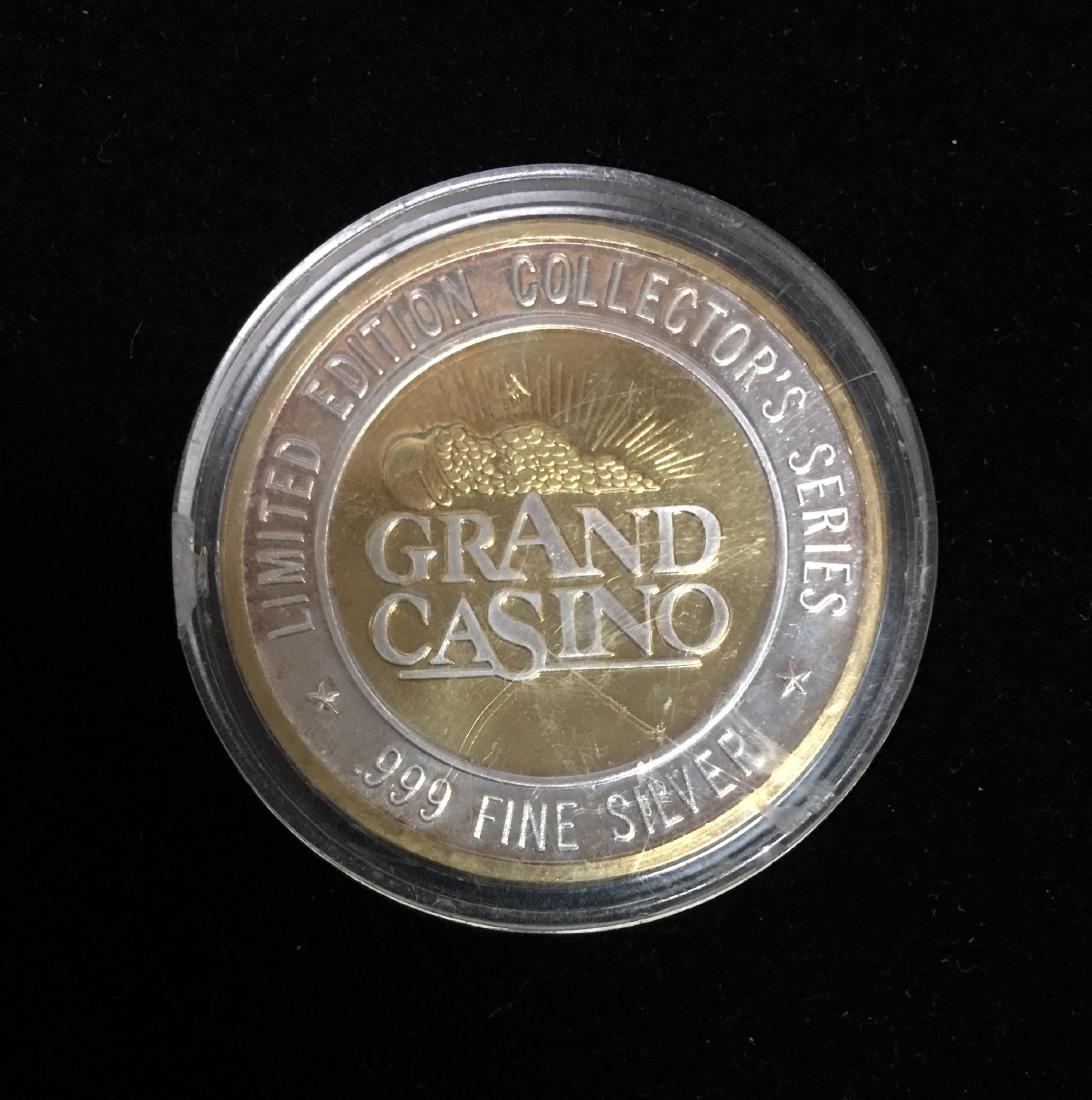 LIMITED EDITION COLLECTOR'S SERIES
GRAND
CASINO
.999 FINE SILVER